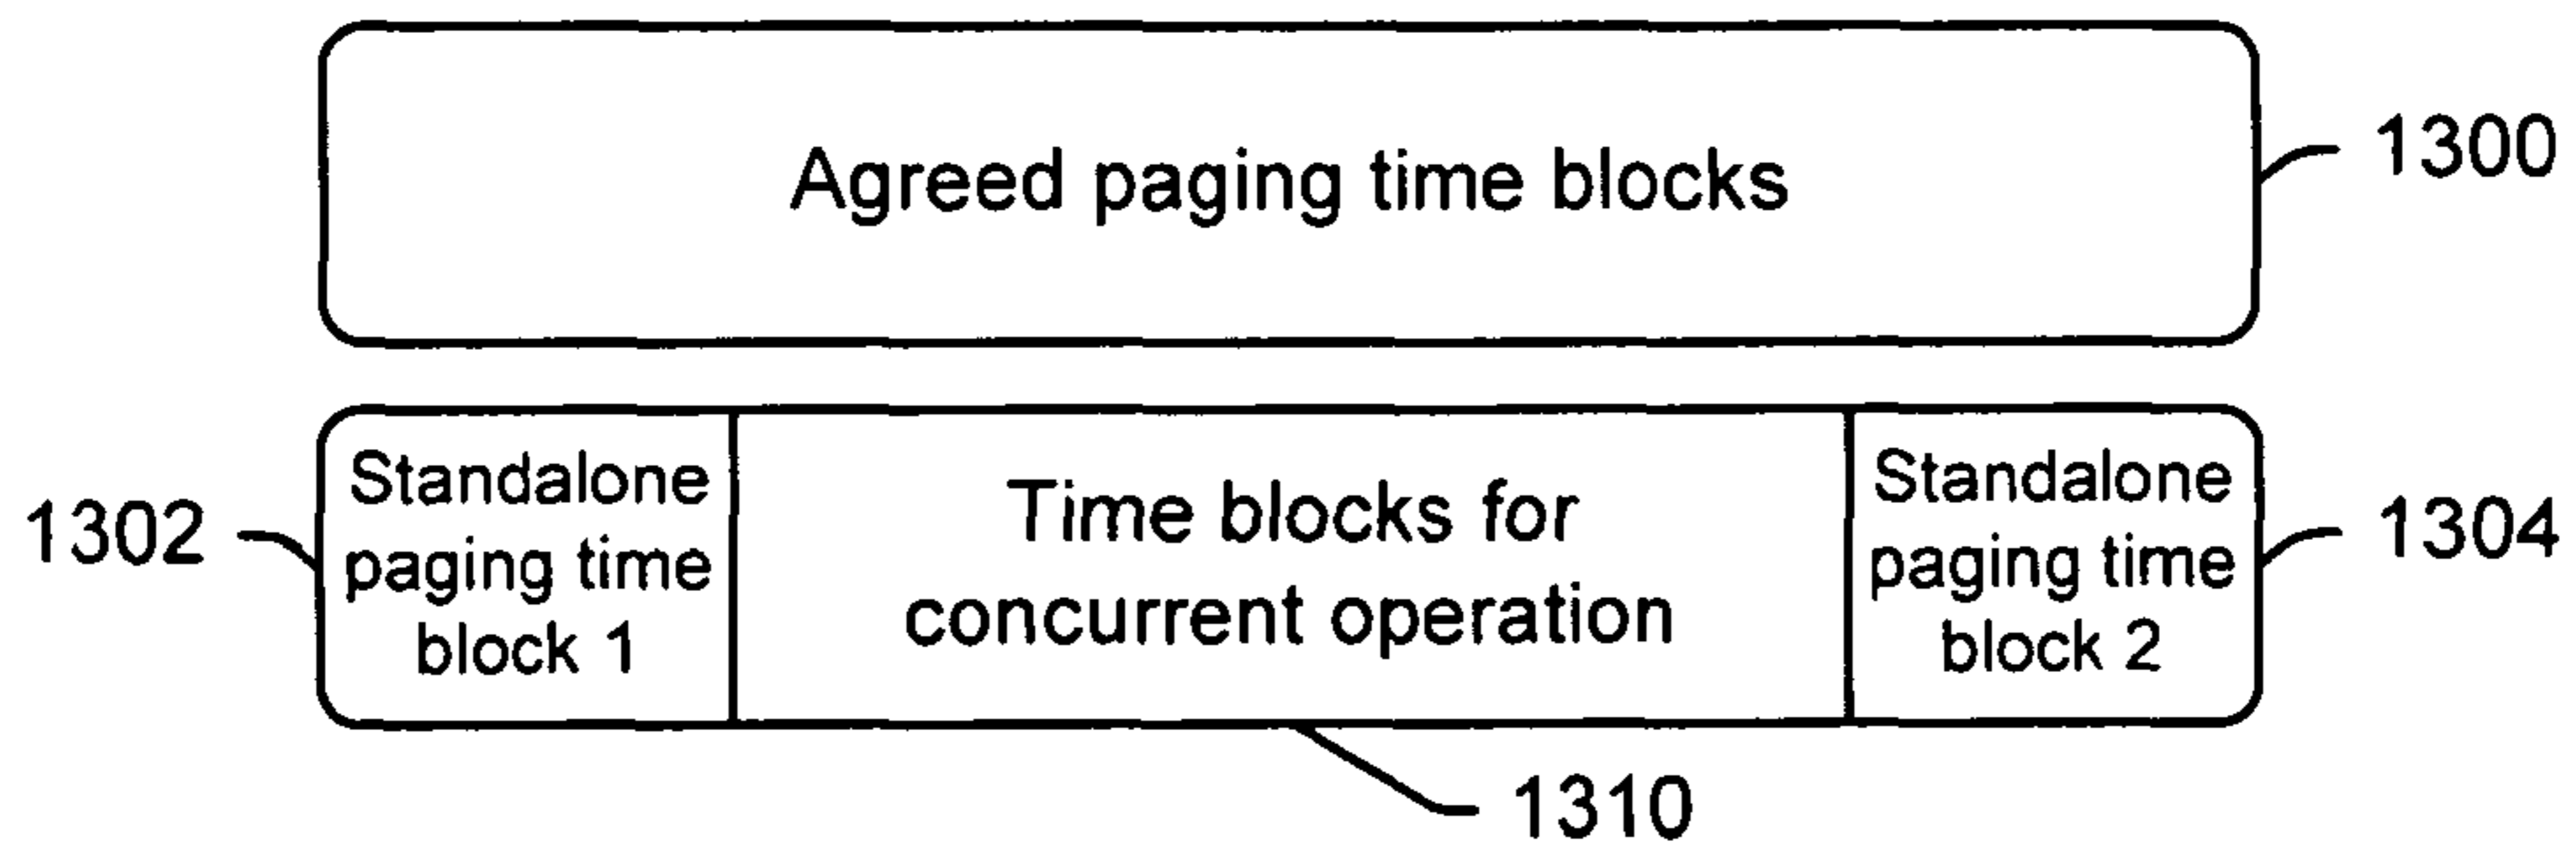 Agreed paging time blocks
1300
1302
Standalone
paging time
block 1
Time blocks for
concurrent operation
Standalone
paging time
block 2
1304
1310